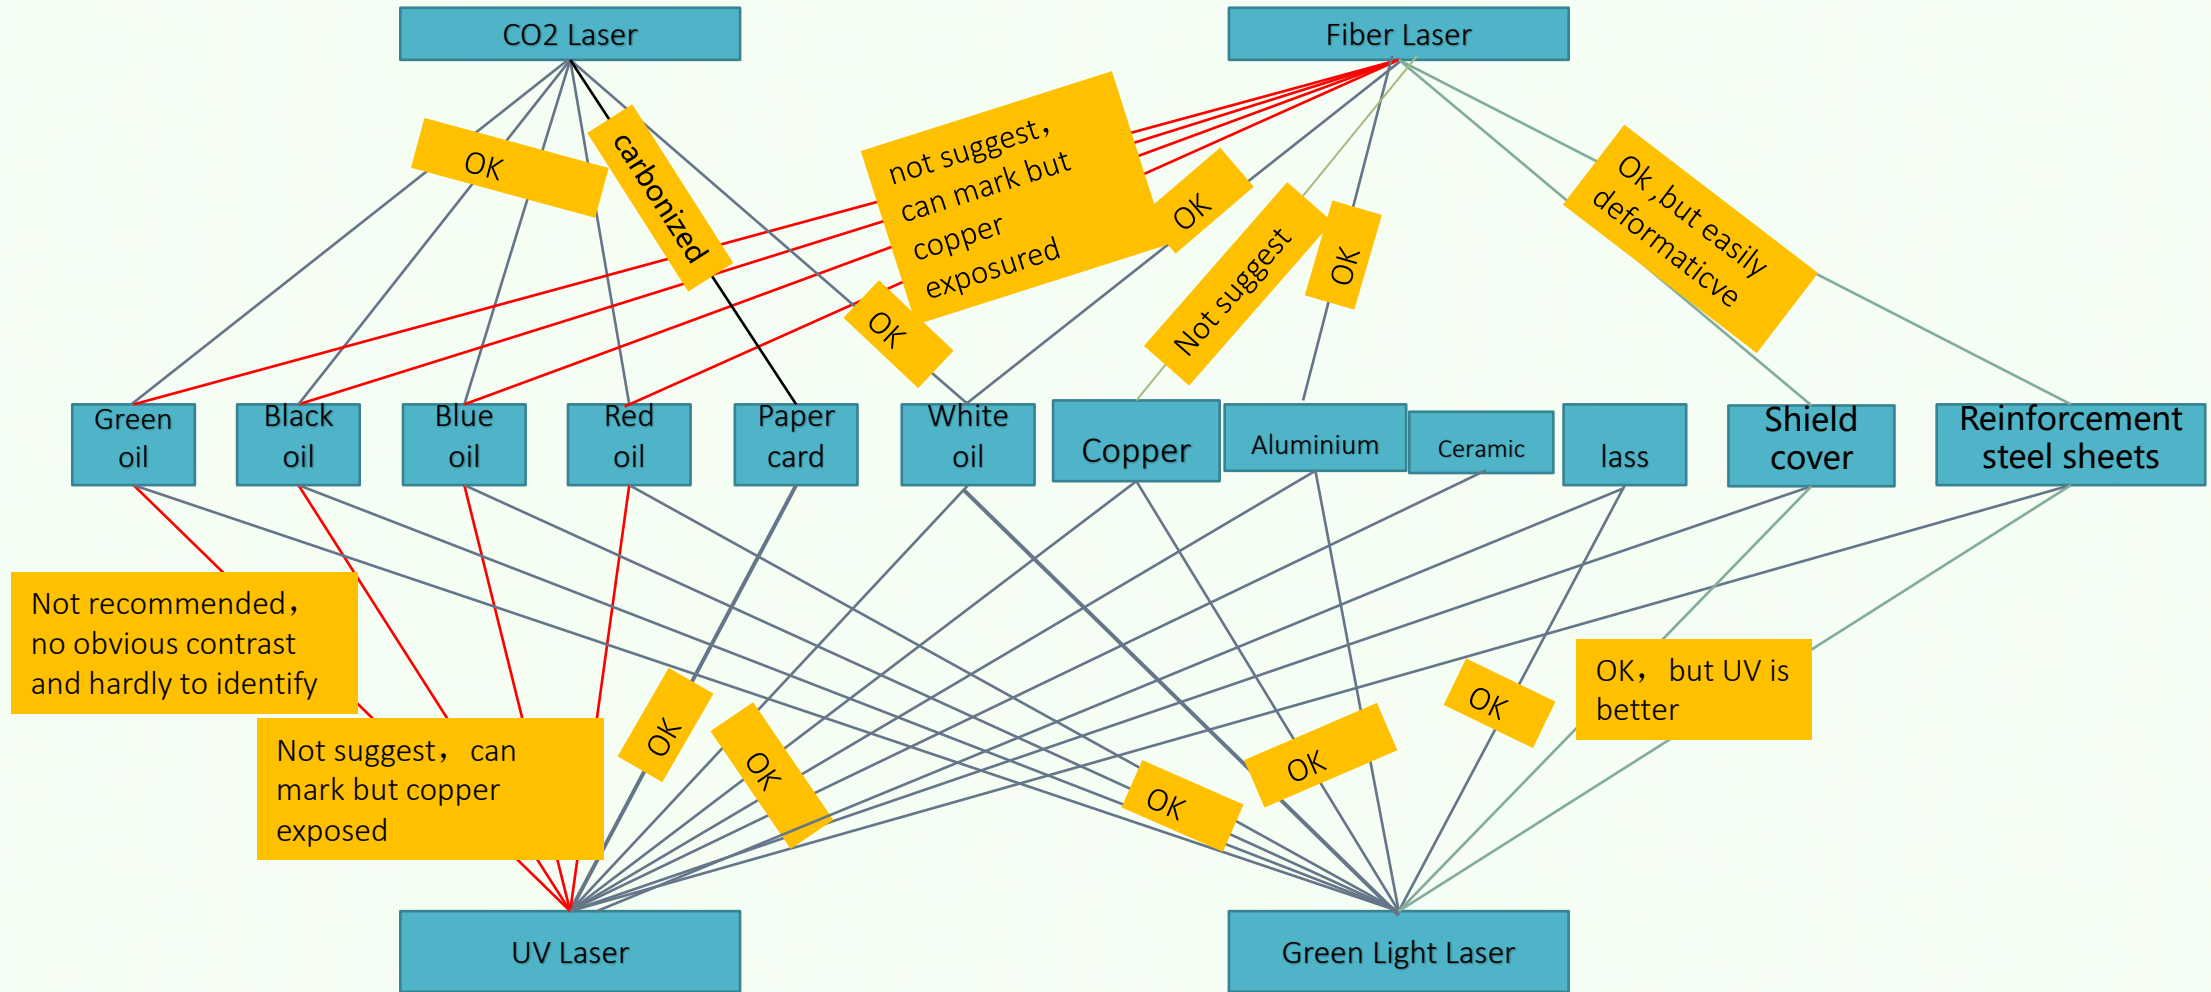 CO2 Laser
Fiber Laser
OK
carbonized
not suggest，
can mark but
copper
exposured
OK
OK
Not suggest
OK
Ok ,but easily
deformaticve
Green
oil
Black
oil
Blue
oil
Red
oil
Paper
card
White
oil
Copper
Aluminium
Ceramic
lass
Shield
cover
Reinforcement
steel sheets
Not recommended，
no obvious contrast
and hardly to identify
Not suggest，can
mark but copper
exposed
OK
OK
OK
OK
OK
OK，but UV is
better
UV Laser
Green Light Laser